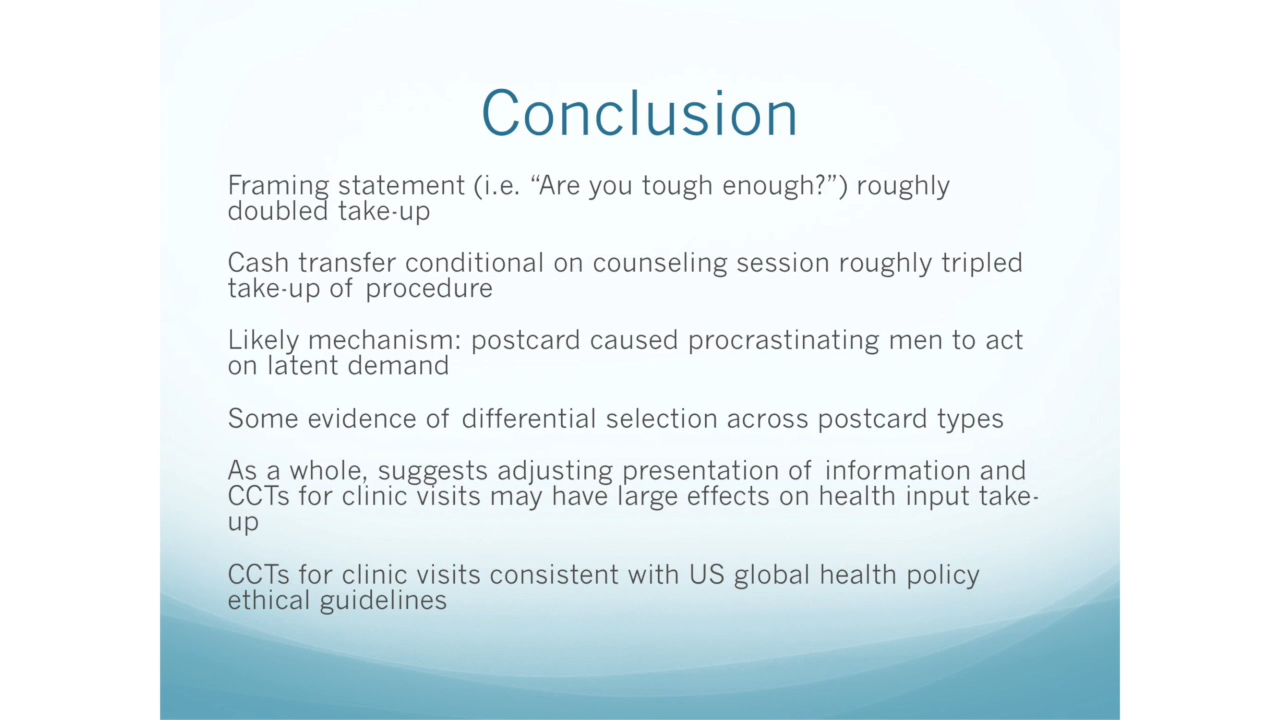 Conclusion
Framing statement (i.e. “Are you tough enough?”) roughly
doubled take-up
Cash transfer conditional on counseling session roughly tripled
take-up of procedure
Likely mechanism: postcard caused procrastinating men to act
on latent demand
Some evidence of differential selection across postcard types
As a whole, suggests adjusting presentation of information and
CCTs for clinic visits may have large effects on health input take-
up
CCTs for clinic visits consistent with US global health policy
ethical guidelines